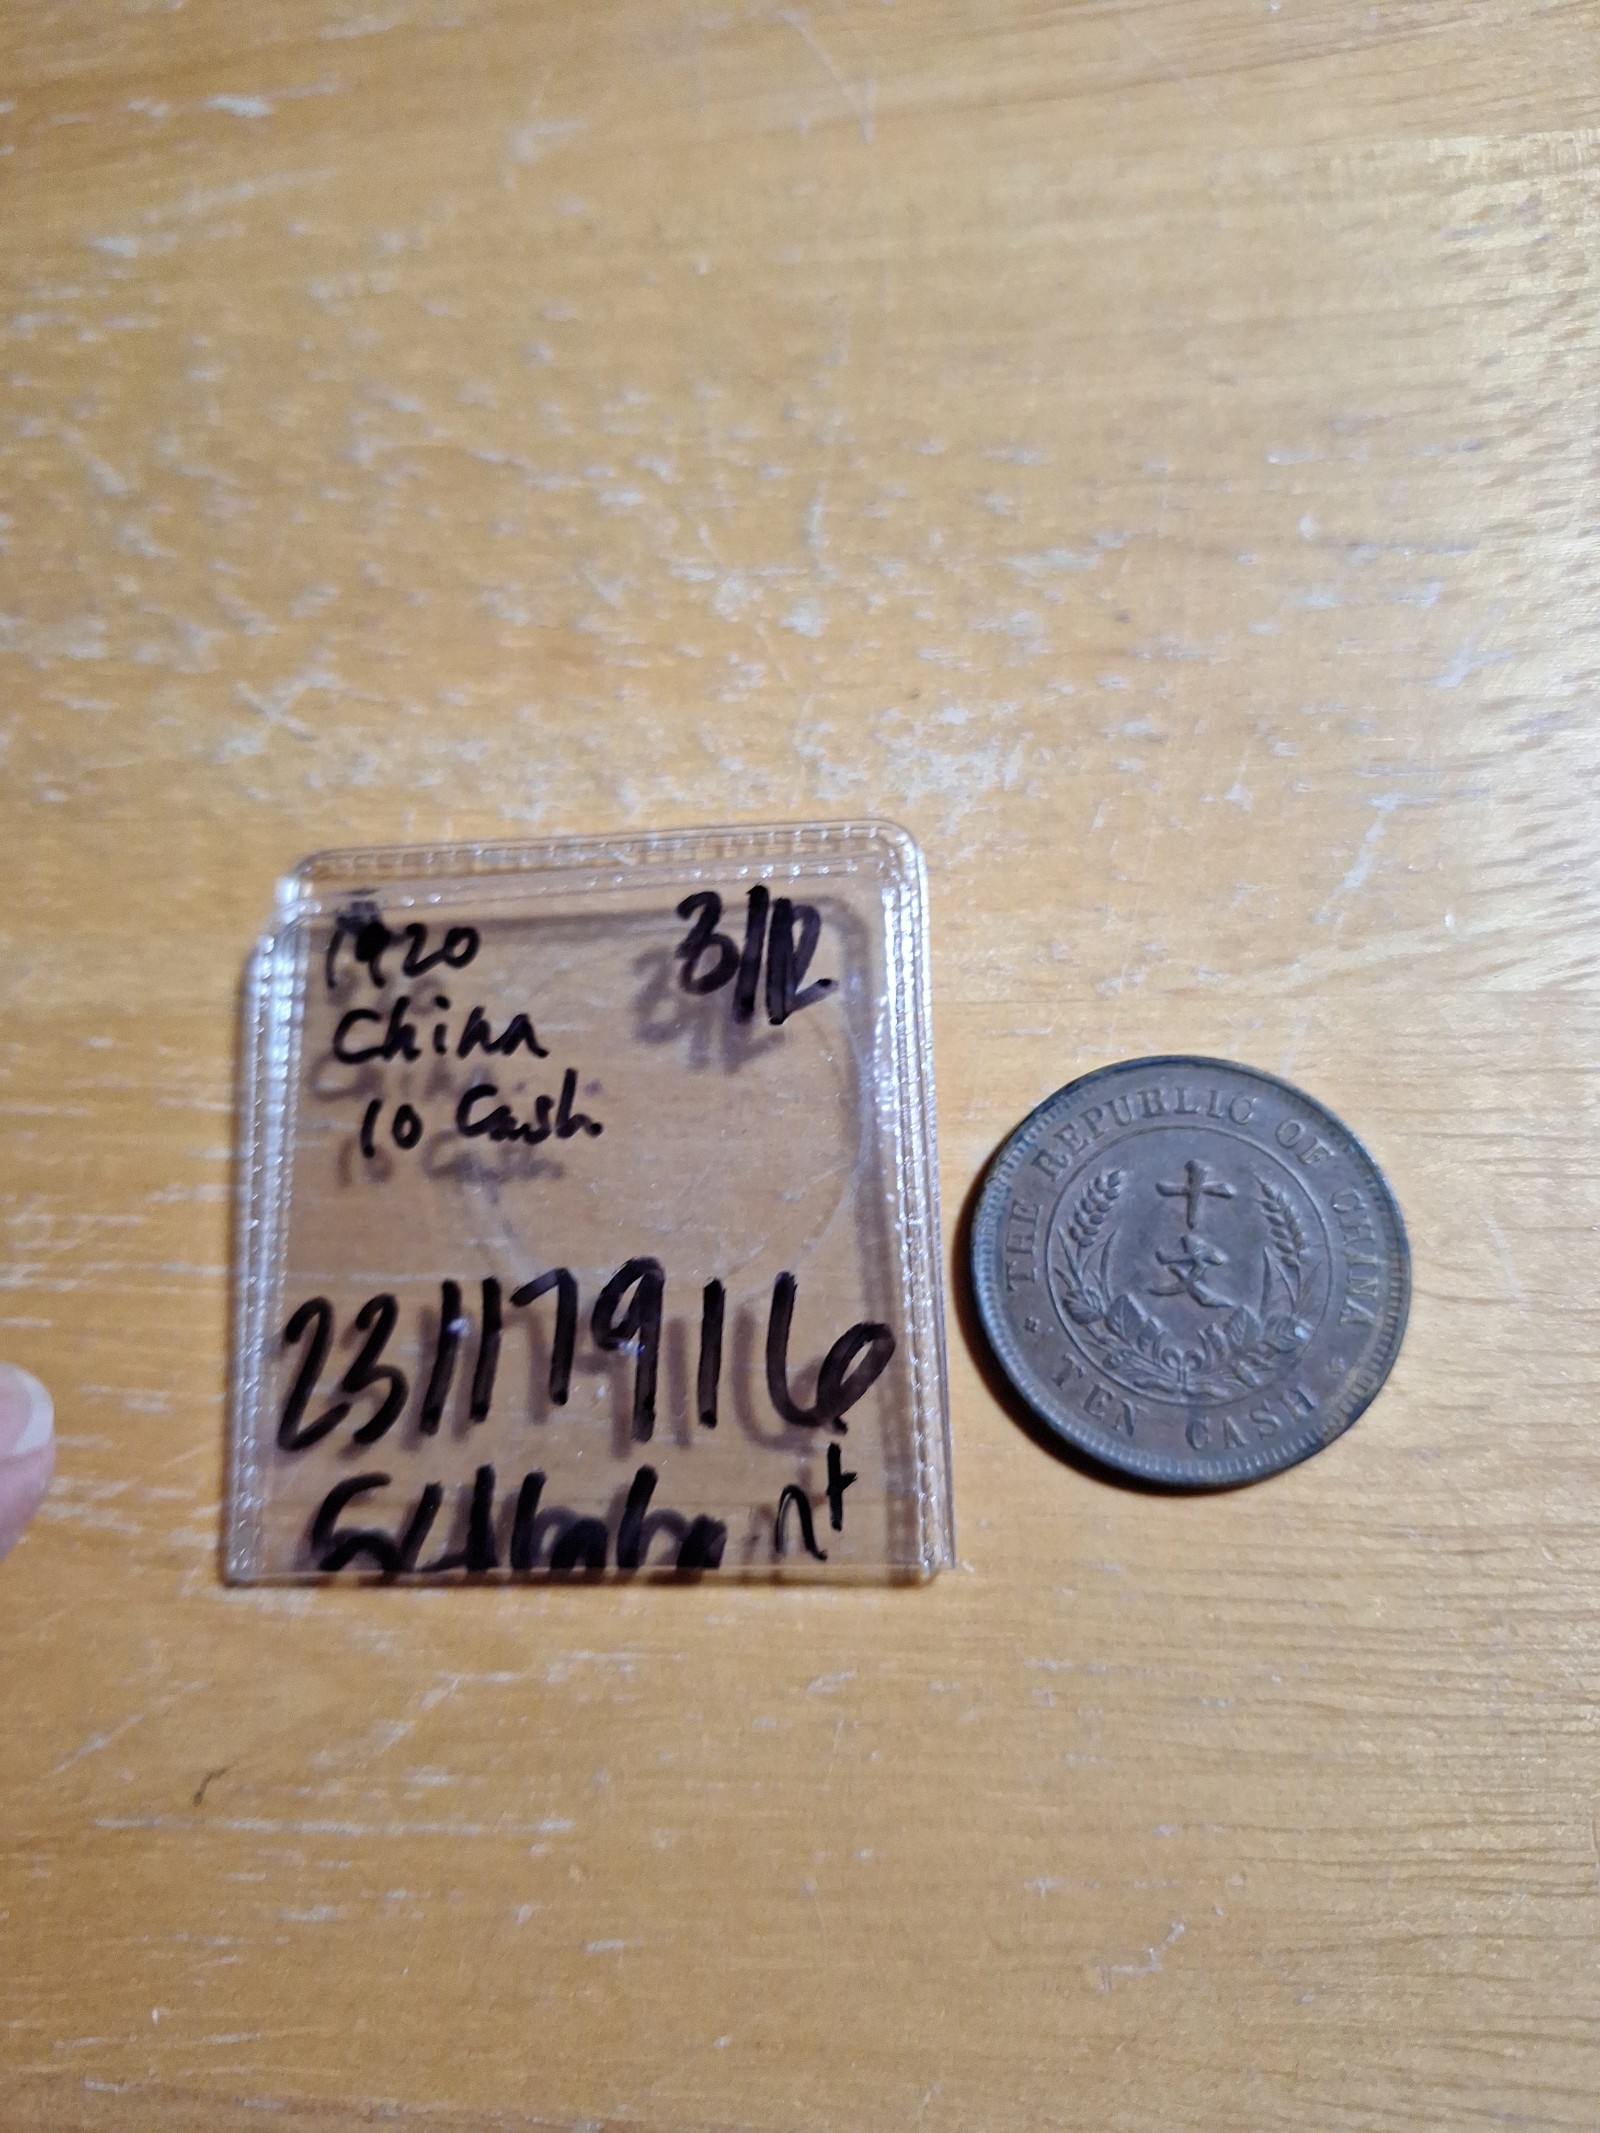 1920
3/12
China
10 Cash
23117916
THE REPUBLIC OF CHINA
十
文
TEN CASH